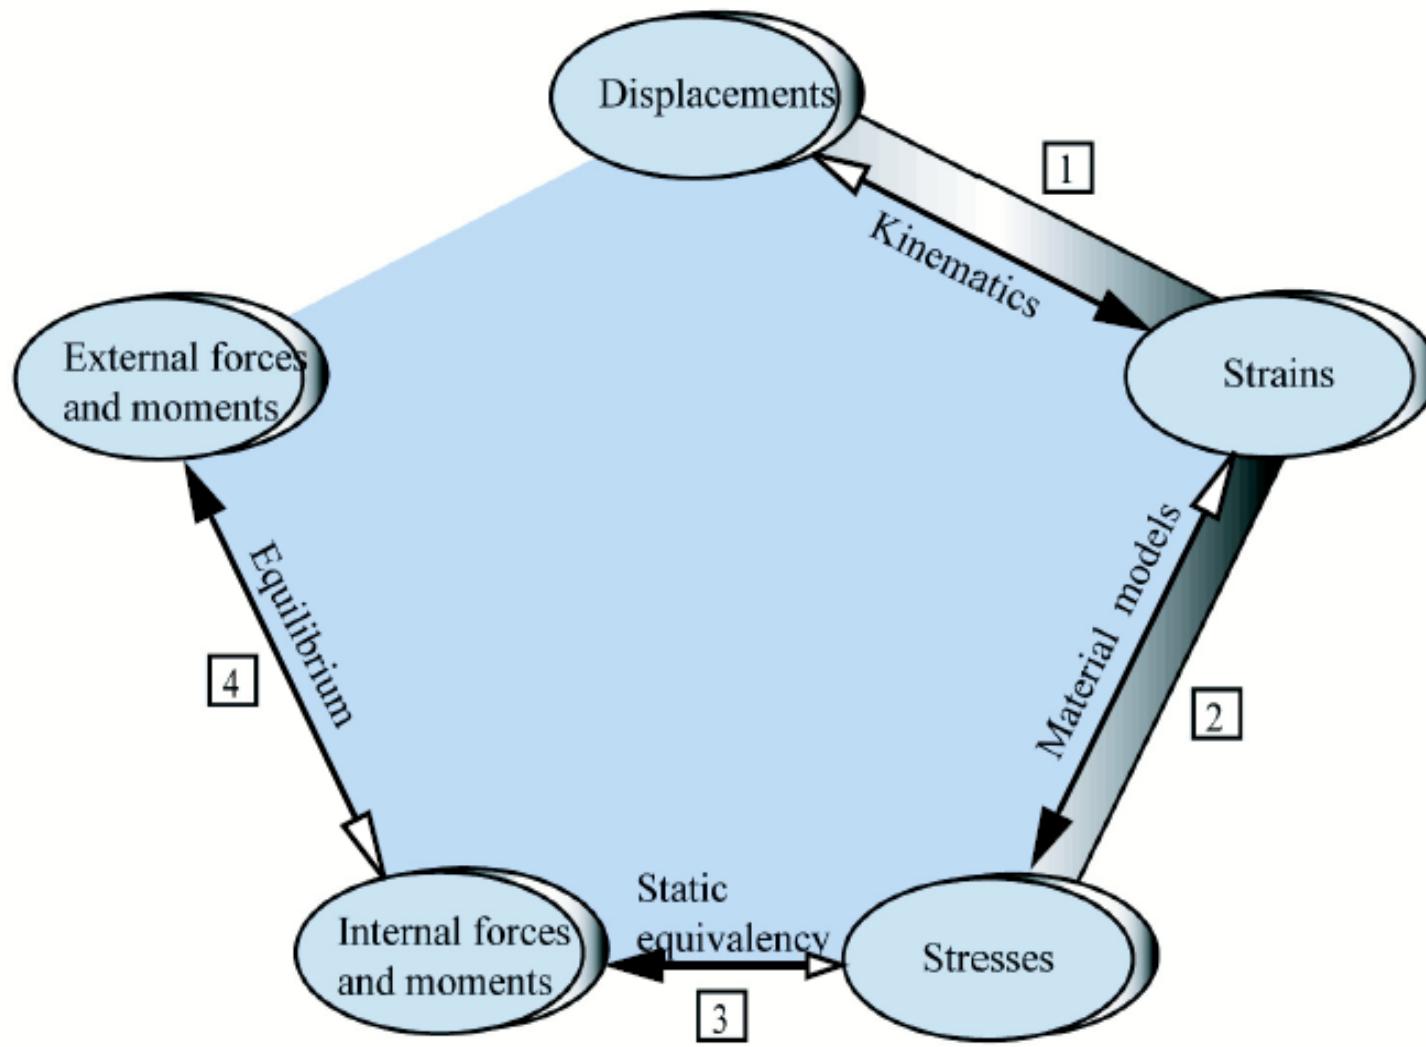 Displacements
1
Kinematics
External forces
and moments
Strains
Equilibrium
Material models
4
2
Static
equivalency
Internal forces
and moments
Stresses
3